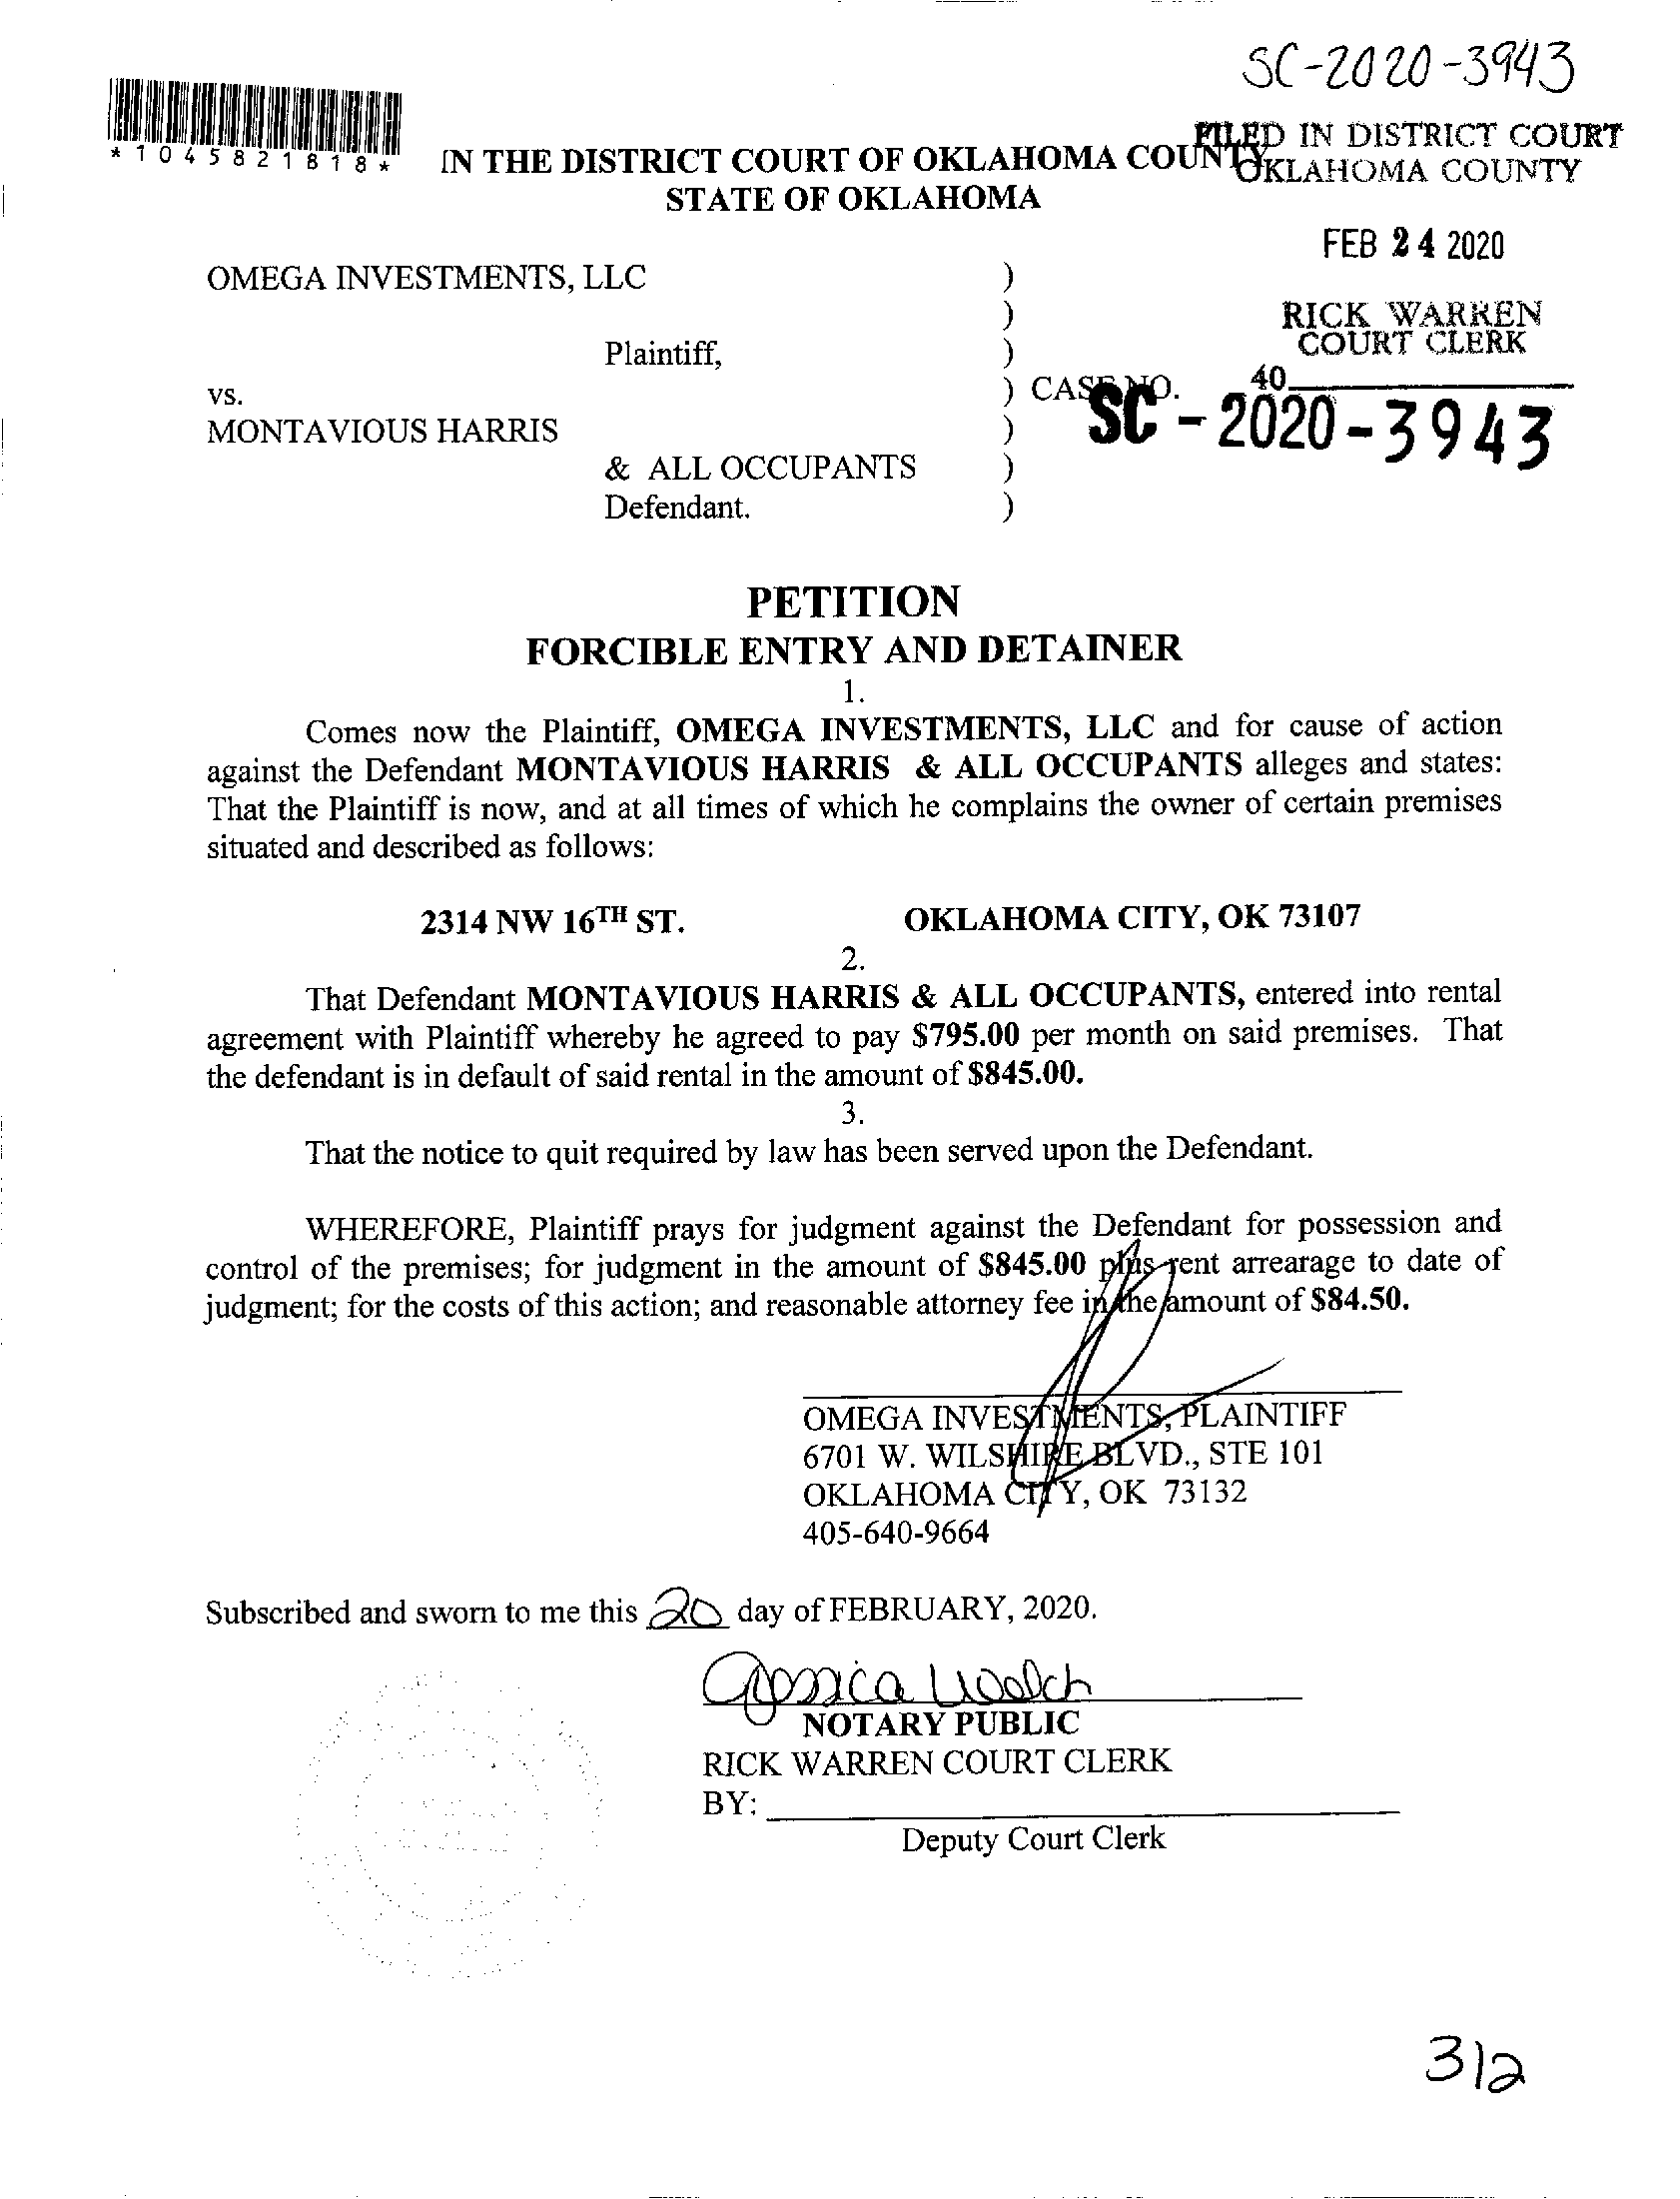 SC-2020-3943
*1045821818*
FILED IN DISTRICT COURT
OKLAHOMA COUNTY
IN THE DISTRICT COURT OF OKLAHOMA COUNTY
STATE OF OKLAHOMA
FEB 24 2020
OMEGA INVESTMENTS, LLC )
)
RICK WARREN
COURT CLERK
Plaintiff, )
40
vs. ) CASE NO.
SC-2020-3943
MONTAVIOUS HARRIS )
& ALL OCCUPANTS )
Defendant. )
PETITION
FORCIBLE ENTRY AND DETAINER
1.
Comes now the Plaintiff, OMEGA INVESTMENTS, LLC and for cause of action
against the Defendant MONTAVIOUS HARRIS & ALL OCCUPANTS alleges and states:
That the Plaintiff is now, and at all times of which he complains the owner of certain premises
situated and described as follows:
2314 NW 16TH ST. OKLAHOMA CITY, OK 73107
2.
That Defendant MONTAVIOUS HARRIS & ALL OCCUPANTS, entered into rental
agreement with Plaintiff whereby he agreed to pay $795.00 per month on said premises. That
the defendant is in default of said rental in the amount of $845.00.
3.
That the notice to quit required by law has been served upon the Defendant.
WHEREFORE, Plaintiff prays for judgment against the Defendant for possession and
control of the premises; for judgment in the amount of $845.00 plus rent arrearage to date of
judgment; for the costs of this action; and reasonable attorney fee in the amount of $84.50.
OMEGA INVESTMENTS, PLAINTIFF
6701 W. WILSHIRE BLVD., STE 101
OKLAHOMA CITY, OK 73132
405-640-9664
Subscribed and sworn to me this 20 day of FEBRUARY, 2020.
Jessica Welch
NOTARY PUBLIC
RICK WARREN COURT CLERK
BY:
Deputy Court Clerk
312